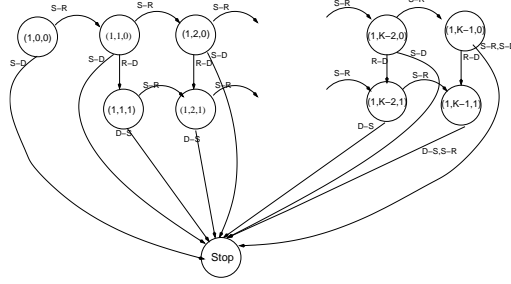 S–R
S–R
S–R
S–R
S–R
(1,0,0)
(1,1,0)
(1,2,0)
(1,K−2,0)
(1,K−1,0)
S–D
S–D
R–D
R–D
S–D
R–D
S–D
R–D
S–R,S–D
S–R
S–R
S–R
S–R
(1,1,1)
(1,2,1)
(1,K−2,1)
(1,K−1,1)
D–S
D–S
D–S
D–S,S–R
Stop